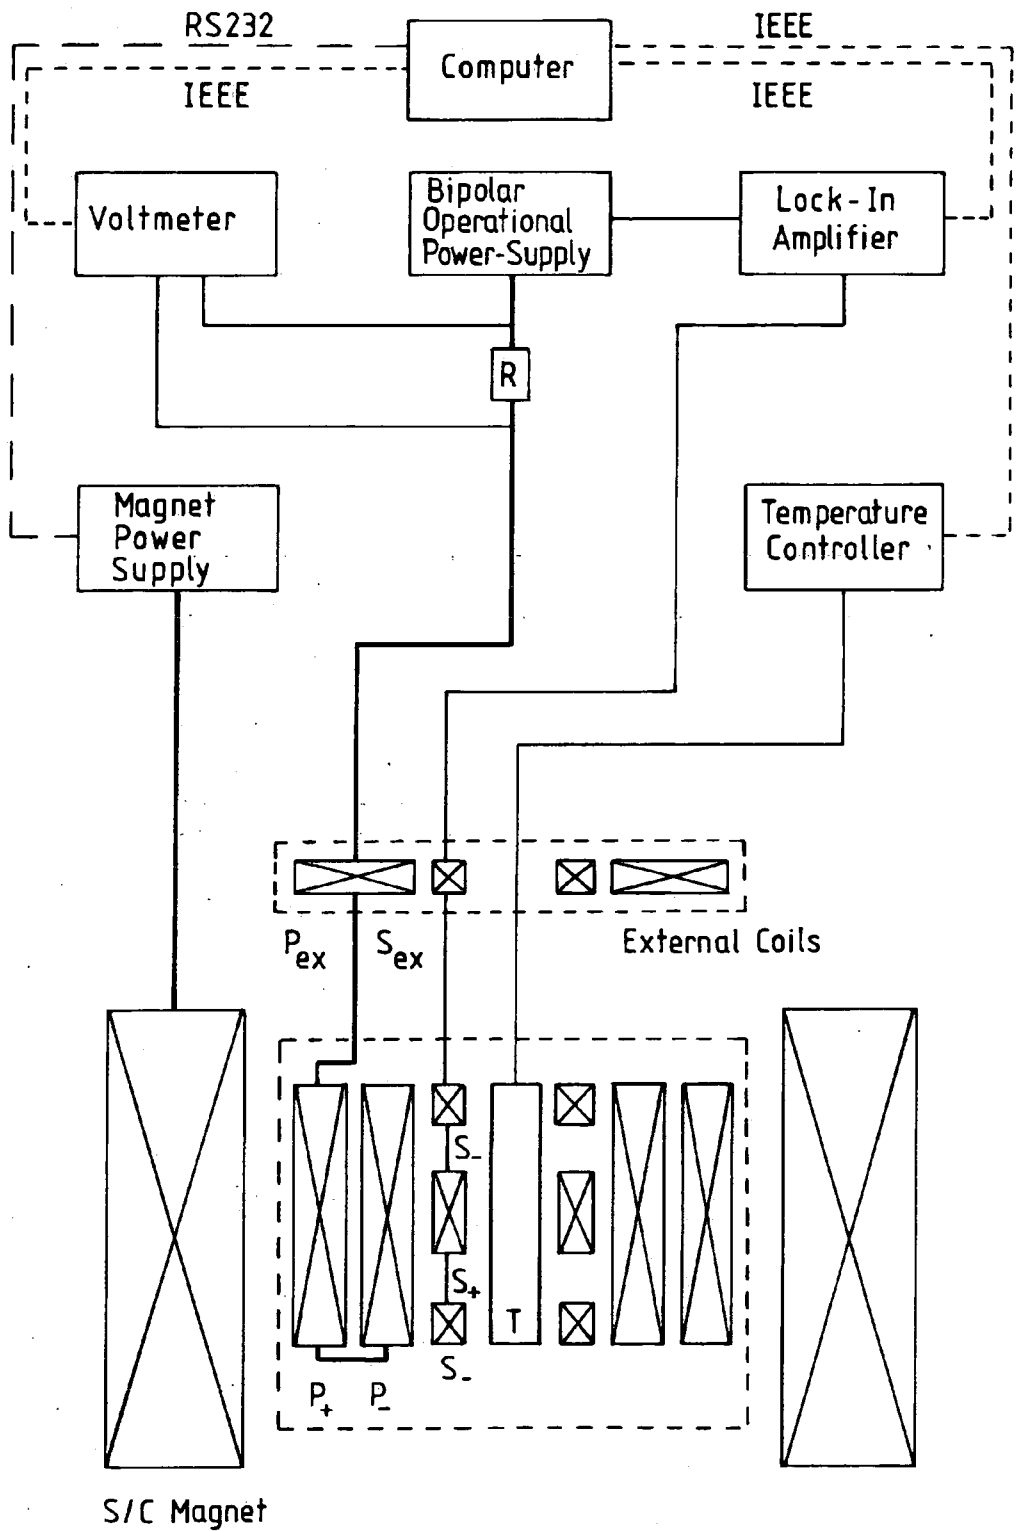 RS232
IEEE
Computer
IEEE
IEEE
Voltmeter
Bipolar
Operational
Power-Supply
Lock-In
Amplifier
R
Magnet
Power
Supply
Temperature
Controller
Pex
Sex
External Coils
S-
S+
T
S-
P+
P-
S/C Magnet